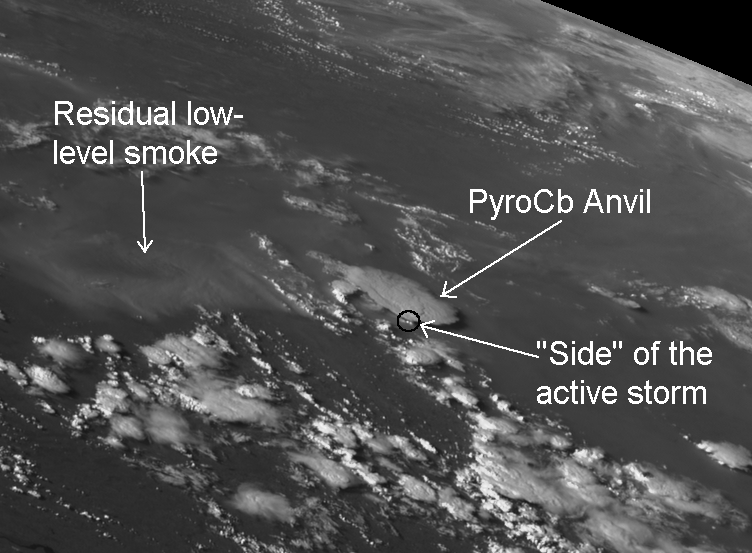 Residual low-
level smoke
PyroCb Anvil
"Side" of the
active storm